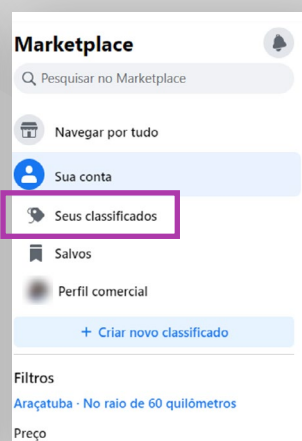 Marketplace
Pesquisar no Marketplace
Navegar por tudo
Sua conta
Seus classificados
Salvos
Perfil comercial
+ Criar novo classificado
Filtros
Araçatuba · No raio de 60 quilômetros
Preço